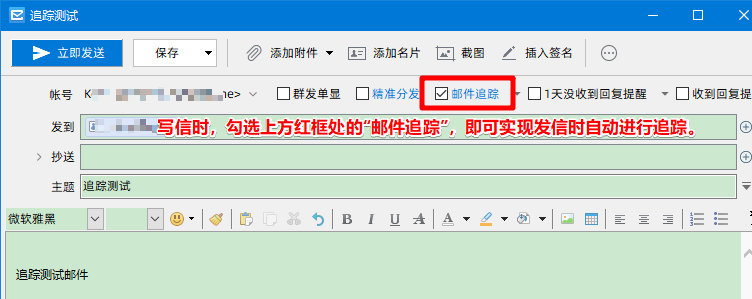 追踪测试
立即发送 保存 添加附件 添加名片 截图 插入签名
帐号 K ne> 群发单显 精准分发 邮件追踪 1天没收到回复提醒 收到回复提
发到 写信时，勾选上方红框处的“邮件追踪”，即可实现发信时自动进行追踪。
抄送
主题 追踪测试
微软雅黑 B I U A A
追踪测试邮件